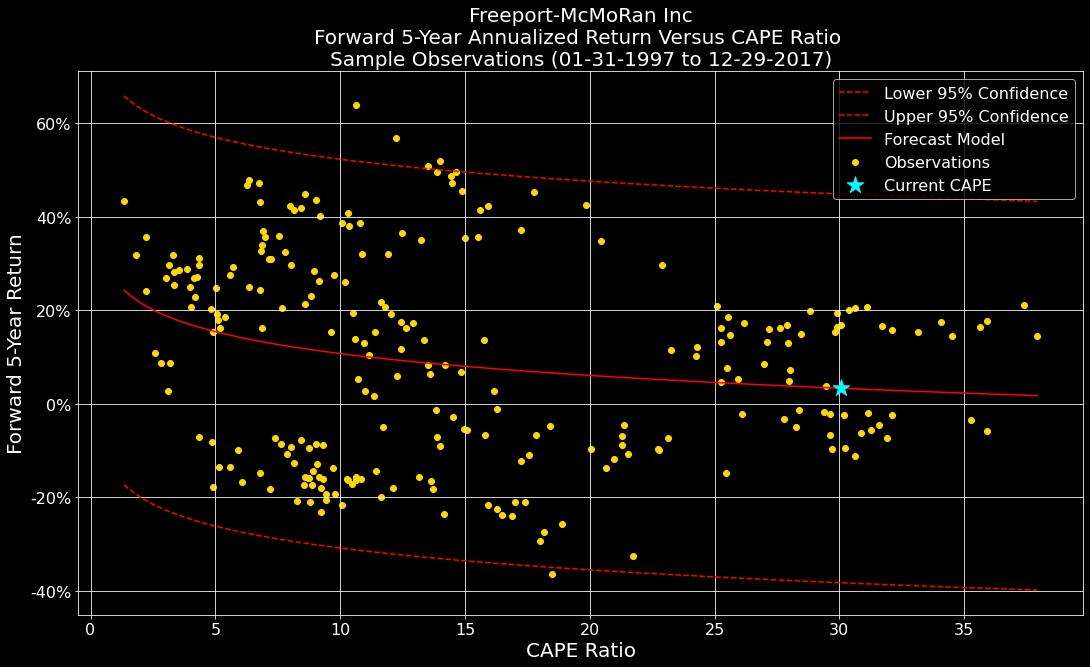 Freeport-McMoRan Inc
Forward 5-Year Annualized Return Versus CAPE Ratio
Sample Observations (01-31-1997 to 12-29-2017)
Lower 95% Confidence
Upper 95% Confidence
Forecast Model
Observations
Current CAPE
Forward 5-Year Return
60%
40%
20%
0%
-20%
-40%
0 5 10 15 20 25 30 35
CAPE Ratio